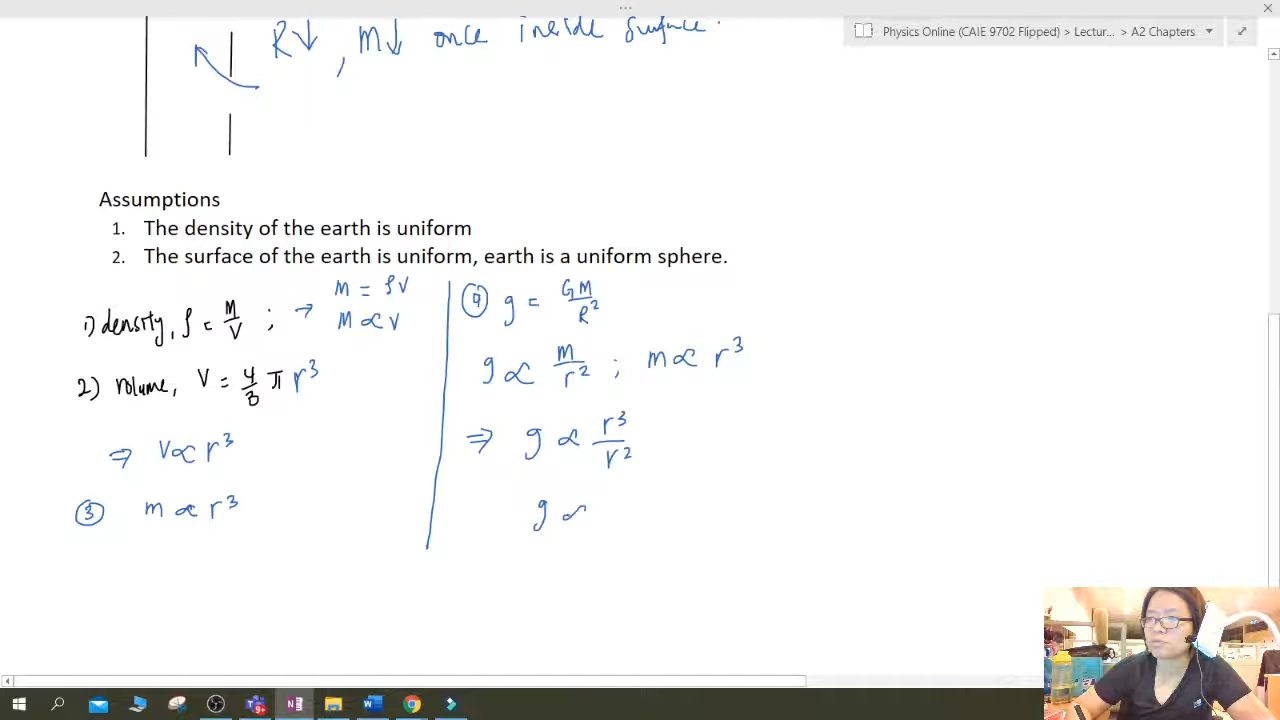 Physics Online (CAIE 9702 Flipped) > Lectur... > A2 Chapters
R↓ , M↓ once inside surface.
Assumptions
1. The density of the earth is uniform
2. The surface of the earth is uniform, earth is a uniform sphere.
1) density, ρ = M/V ; → M = ρV
M ∝ V
2) volume, V = 4/3 π r³
⇒ V ∝ r³
③ m ∝ r³
④ g = GM/R²
g ∝ m/r² ; m ∝ r³
⇒ g ∝ r³/r²
g ∝